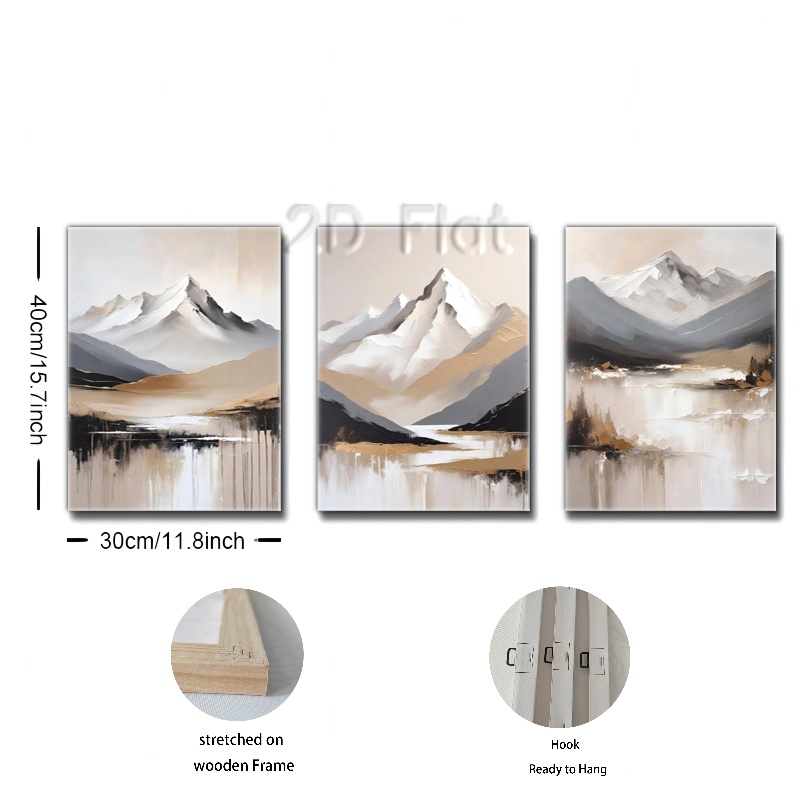 2D Flat
40cm/15.7inch
30cm/11.8inch
stretched on
wooden Frame
Hook
Ready to Hang